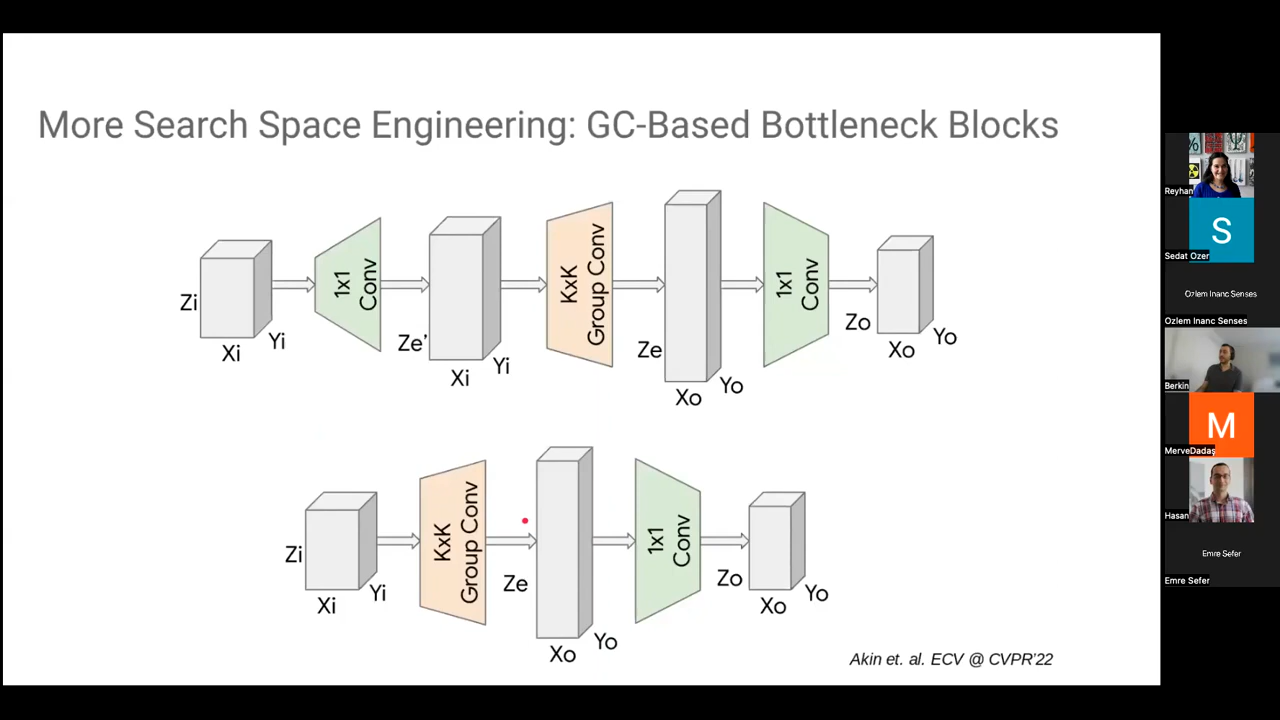 More Search Space Engineering: GC-Based Bottleneck Blocks
Zi
Xi
Yi
1x1
Conv
Ze’
Xi
Yi
KxK
Group Conv
Ze
Xo
Yo
1x1
Conv
Zo
Xo
Yo
Zi
Xi
Yi
KxK
Group Conv
Ze
Xo
Yo
1x1
Conv
Zo
Xo
Yo
Akin et. al. ECV @ CVPR’22
Reyhan
S
Sedat Ozer
Ozlem Inanc Senses
Ozlem Inanc Senses
Berkin
M
MerveDadaş
Hasan
Emre Sefer
Emre Sefer